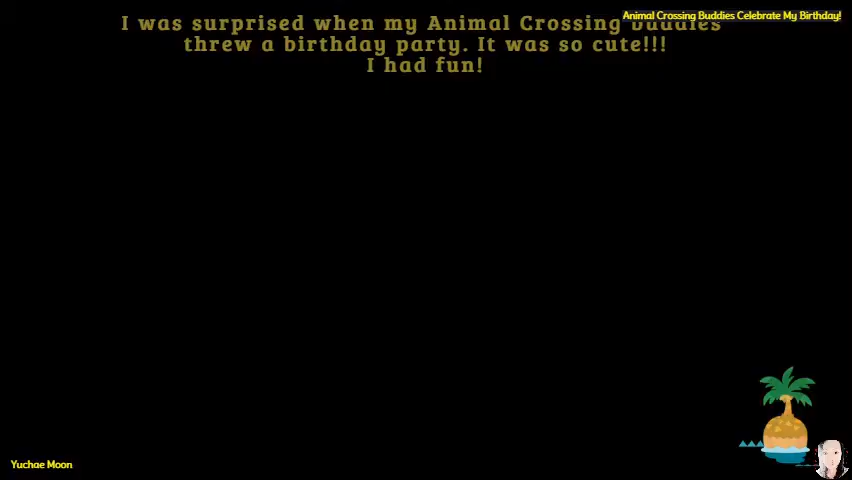 Animal Crossing Buddies Celebrate My Birthday!
I was surprised when my Animal Crossing buddies
threw a birthday party. It was so cute!!!
I had fun!
Yuchae Moon